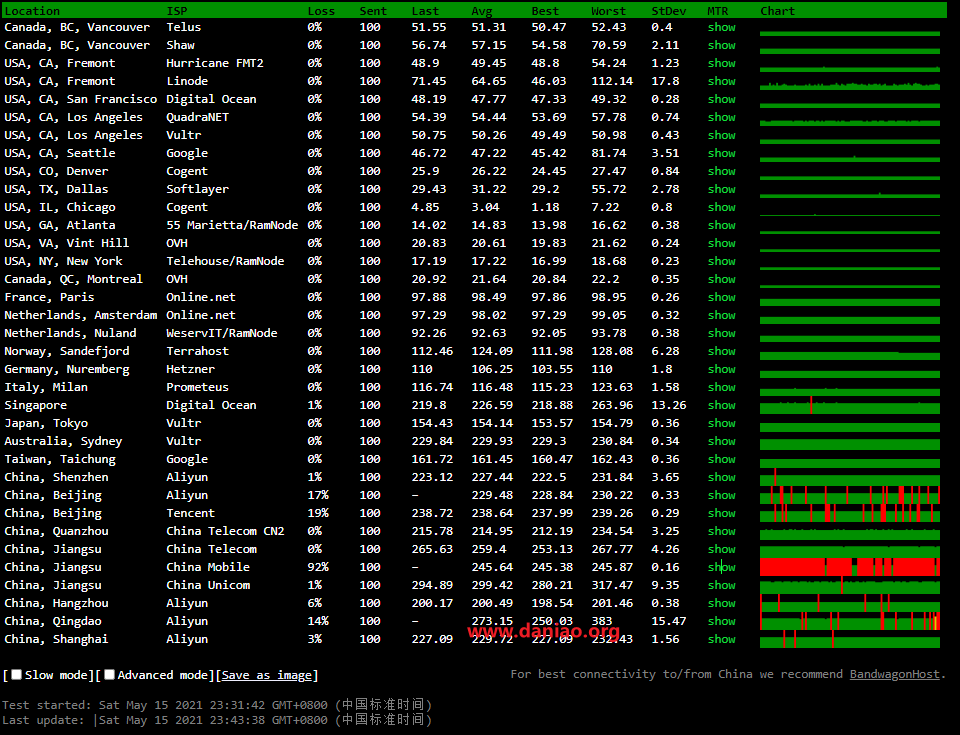 Location ISP Loss Sent Last Avg Best Worst StDev MTR Chart
Canada, BC, Vancouver Telus 0% 100 51.55 51.31 50.47 52.43 0.4 show
Canada, BC, Vancouver Shaw 0% 100 56.74 57.15 54.58 70.59 2.11 show
USA, CA, Fremont Hurricane FMT2 0% 100 48.9 49.45 48.8 54.24 1.23 show
USA, CA, Fremont Linode 0% 100 71.45 64.65 46.03 112.14 17.8 show
USA, CA, San Francisco Digital Ocean 0% 100 48.19 47.77 47.33 49.32 0.28 show
USA, CA, Los Angeles QuadraNET 0% 100 54.39 54.44 53.69 57.78 0.74 show
USA, CA, Los Angeles Vultr 0% 100 50.75 50.26 49.49 50.98 0.43 show
USA, CA, Seattle Google 0% 100 46.72 47.22 45.42 81.74 3.51 show
USA, CO, Denver Cogent 0% 100 25.9 26.22 24.45 27.47 0.84 show
USA, TX, Dallas Softlayer 0% 100 29.43 31.22 29.2 55.72 2.78 show
USA, IL, Chicago Cogent 0% 100 4.85 3.04 1.18 7.22 0.8 show
USA, GA, Atlanta 55 Marietta/RamNode 0% 100 14.02 14.83 13.98 16.62 0.38 show
USA, VA, Vint Hill OVH 0% 100 20.83 20.61 19.83 21.62 0.24 show
USA, NY, New York Telehouse/RamNode 0% 100 17.19 17.22 16.99 18.68 0.23 show
Canada, QC, Montreal OVH 0% 100 20.92 21.64 20.84 22.2 0.35 show
France, Paris Online.net 0% 100 97.88 98.49 97.86 98.95 0.26 show
Netherlands, Amsterdam Online.net 0% 100 97.29 98.02 97.29 99.05 0.32 show
Netherlands, Nuland WeservIT/RamNode 0% 100 92.26 92.63 92.05 93.78 0.38 show
Norway, Sandefjord Terrahost 0% 100 112.46 124.09 111.98 128.08 6.28 show
Germany, Nuremberg Hetzner 0% 100 110 106.25 103.55 110 1.8 show
Italy, Milan Prometeus 0% 100 116.74 116.48 115.23 123.63 1.58 show
Singapore Digital Ocean 1% 100 219.8 226.59 218.88 263.96 13.26 show
Japan, Tokyo Vultr 0% 100 154.43 154.14 153.57 154.79 0.36 show
Australia, Sydney Vultr 0% 100 229.84 229.93 229.3 230.84 0.34 show
Taiwan, Taichung Google 0% 100 161.72 161.45 160.47 162.43 0.36 show
China, Shenzhen Aliyun 1% 100 223.12 227.44 222.5 231.84 3.65 show
China, Beijing Aliyun 17% 100 – 229.48 228.84 230.22 0.33 show
China, Beijing Tencent 19% 100 238.72 238.64 237.99 239.26 0.29 show
China, Quanzhou China Telecom CN2 0% 100 215.78 214.95 212.19 234.54 3.25 show
China, Jiangsu China Telecom 0% 100 265.63 259.4 253.13 267.77 4.26 show
China, Jiangsu China Mobile 92% 100 – 245.64 245.38 245.87 0.16 show
China, Jiangsu China Unicom 1% 100 294.89 299.42 280.21 317.47 9.35 show
China, Hangzhou Aliyun 6% 100 200.17 200.49 198.54 201.46 0.38 show
China, Qingdao Aliyun 14% 100 – 273.15 250.03 383 15.47 show
www.daniao.org
China, Shanghai Aliyun 3% 100 227.09 229.72 227.09 232.43 1.56 show
[ Slow mode][ Advanced mode][Save as image] For best connectivity to/from China we recommend BandwagonHost.
Test started: Sat May 15 2021 23:31:42 GMT+0800 (中国标准时间)
Last update: |Sat May 15 2021 23:43:38 GMT+0800 (中国标准时间)